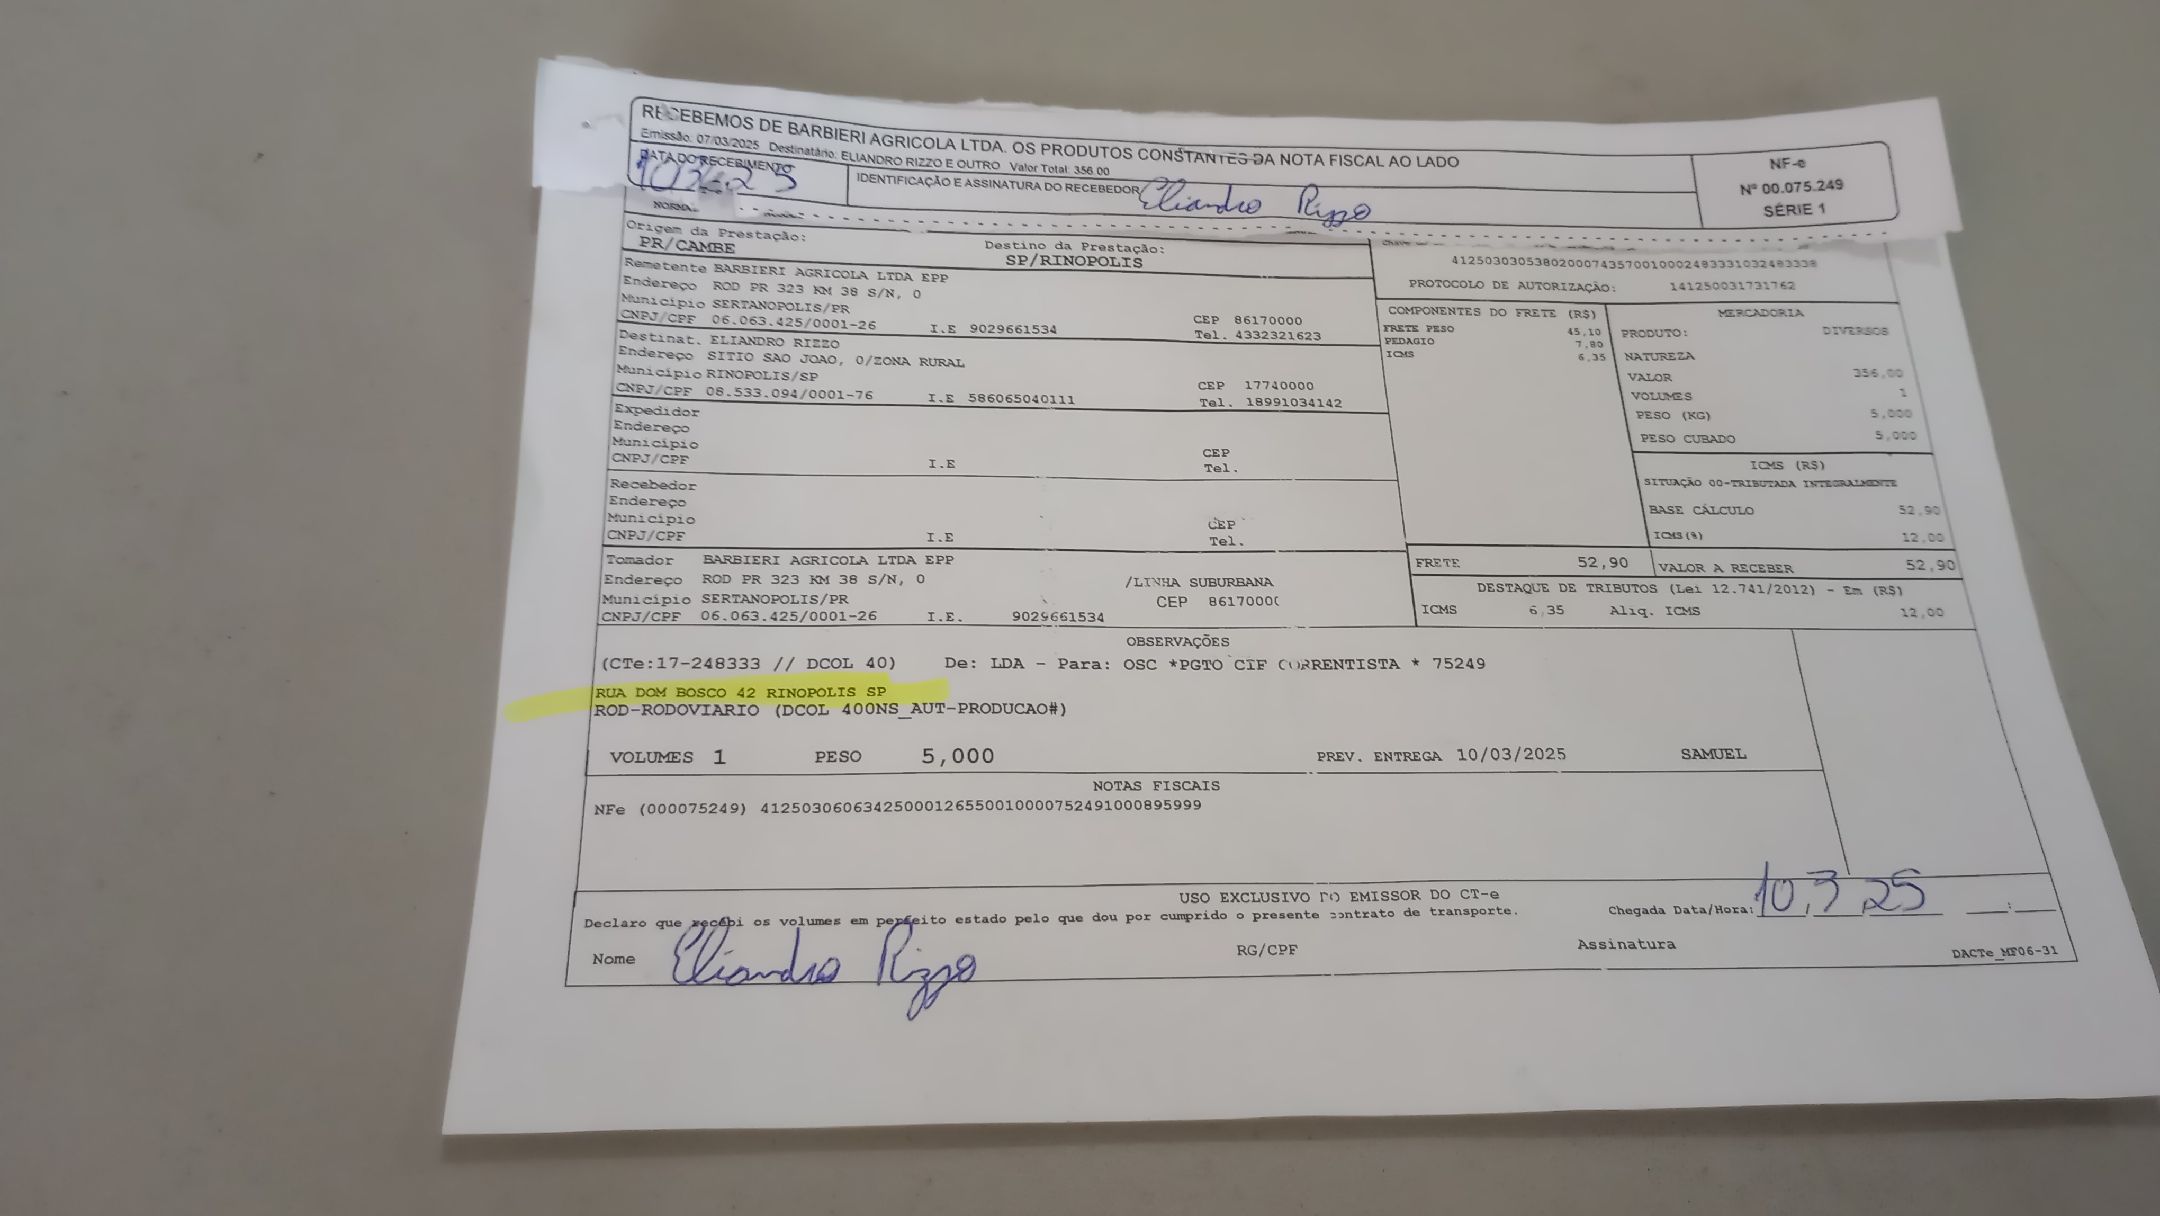 RECEBEMOS DE BARBIERI AGRICOLA LTDA. OS PRODUTOS CONSTANTES DA NOTA FISCAL AO LADO
Emissão: 07/03/2025 Destinatário: ELIANDRO RIZZO E OUTRO Valor Total: 356.00
DATA DO RECEBIMENTO
IDENTIFICAÇÃO E ASSINATURA DO RECEBEDOR Eliandro Rizzo
NF-e
Nº 00.075.249
SÉRIE 1
Origem da Prestação:
PR/CAMBE
Destino da Prestação:
SP/RINOPOLIS
41250303053802000743570010002483331032483338
PROTOCOLO DE AUTORIZAÇÃO: 141250031731762
Remetente BARBIERI AGRICOLA LTDA EPP
Endereço ROD PR 323 KM 38 S/N, 0
Município SERTANOPOLIS/PR
CEP 86170000
CNPJ/CPF 06.063.425/0001-26 I.E 9029661534 Tel. 4332321623
Destinat. ELIANDRO RIZZO
Endereço SITIO SAO JOAO, 0/ZONA RURAL
Município RINOPOLIS/SP
CEP 17740000
CNPJ/CPF 08.533.094/0001-76 I.E 586065040111 Tel. 18991034142
Expedidor
Endereço
Município
CEP
CNPJ/CPF I.E Tel.
Recebedor
Endereço
Município
CEP
CNPJ/CPF I.E Tel.
Tomador BARBIERI AGRICOLA LTDA EPP
Endereço ROD PR 323 KM 38 S/N, 0 /LINHA SUBURBANA
Município SERTANOPOLIS/PR CEP 86170000
CNPJ/CPF 06.063.425/0001-26 I.E. 9029661534
COMPONENTES DO FRETE (R$)
FRETE PESO 45,10
PEDAGIO 7,80
ICMS 6,35
MERCADORIA
PRODUTO: DIVERSOS
NATUREZA
VALOR 356,00
VOLUMES 1
PESO (KG) 5,000
PESO CUBADO 5,000
ICMS (R$)
SITUAÇÃO 00-TRIBUTADA INTEGRALMENTE
BASE CÁLCULO 52,90
ICMS(%) 12,00
FRETE 52,90
VALOR A RECEBER 52,90
DESTAQUE DE TRIBUTOS (Lei 12.741/2012) - Em (R$)
ICMS 6,35 Aliq. ICMS 12,00
OBSERVAÇÕES
(CTe:17-248333 // DCOL 40) De: LDA - Para: OSC *PGTO CIF CORRENTISTA * 75249
RUA DOM BOSCO 42 RINOPOLIS SP
ROD-RODOVIARIO (DCOL 400NS_AUT-PRODUCAO#)
VOLUMES 1 PESO 5,000 PREV. ENTREGA 10/03/2025 SAMUEL
NOTAS FISCAIS
NFe (000075249) 41250306063425000126550010000752491000895999
USO EXCLUSIVO DO EMISSOR DO CT-e
Declaro que recebi os volumes em perfeito estado pelo que dou por cumprido o presente contrato de transporte.
Chegada Data/Hora: 10,3,25 __:__
Nome Eliandro Rizzo RG/CPF Assinatura
DACTe_MF06-31